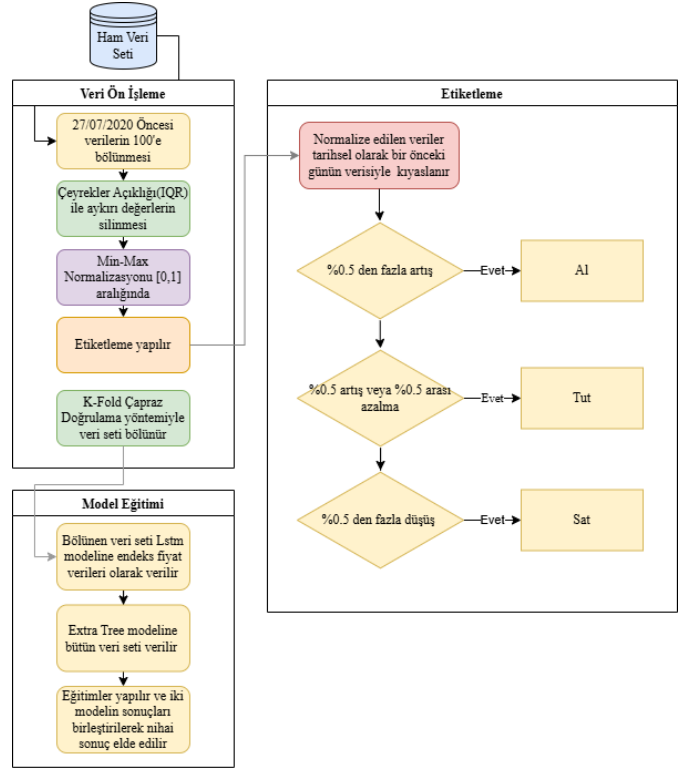 Ham Veri
Seti
Veri Ön İşleme
27/07/2020 Öncesi
verilerin 100'e
bölünmesi
Çeyrekler Açıklığı(IQR)
ile aykırı değerlerin
silinmesi
Min-Max
Normalizasyonu [0,1]
aralığında
Etiketleme yapılır
K-Fold Çapraz
Doğrulama yöntemiyle
veri seti bölünür
Model Eğitimi
Bölünen veri seti Lstm
modeline endeks fiyat
verileri olarak verilir
Extra Tree modeline
bütün veri seti verilir
Eğitimler yapılır ve iki
modelin sonuçları
birleştirilerek nihai
sonuç elde edilir
Etiketleme
Normalize edilen veriler
tarihsel olarak bir önceki
günün verisiyle kıyaslanır
%0.5 den fazla artış
Evet
Al
%0.5 artış veya %0.5 arası
azalma
Evet
Tut
%0.5 den fazla düşüş
Evet
Sat